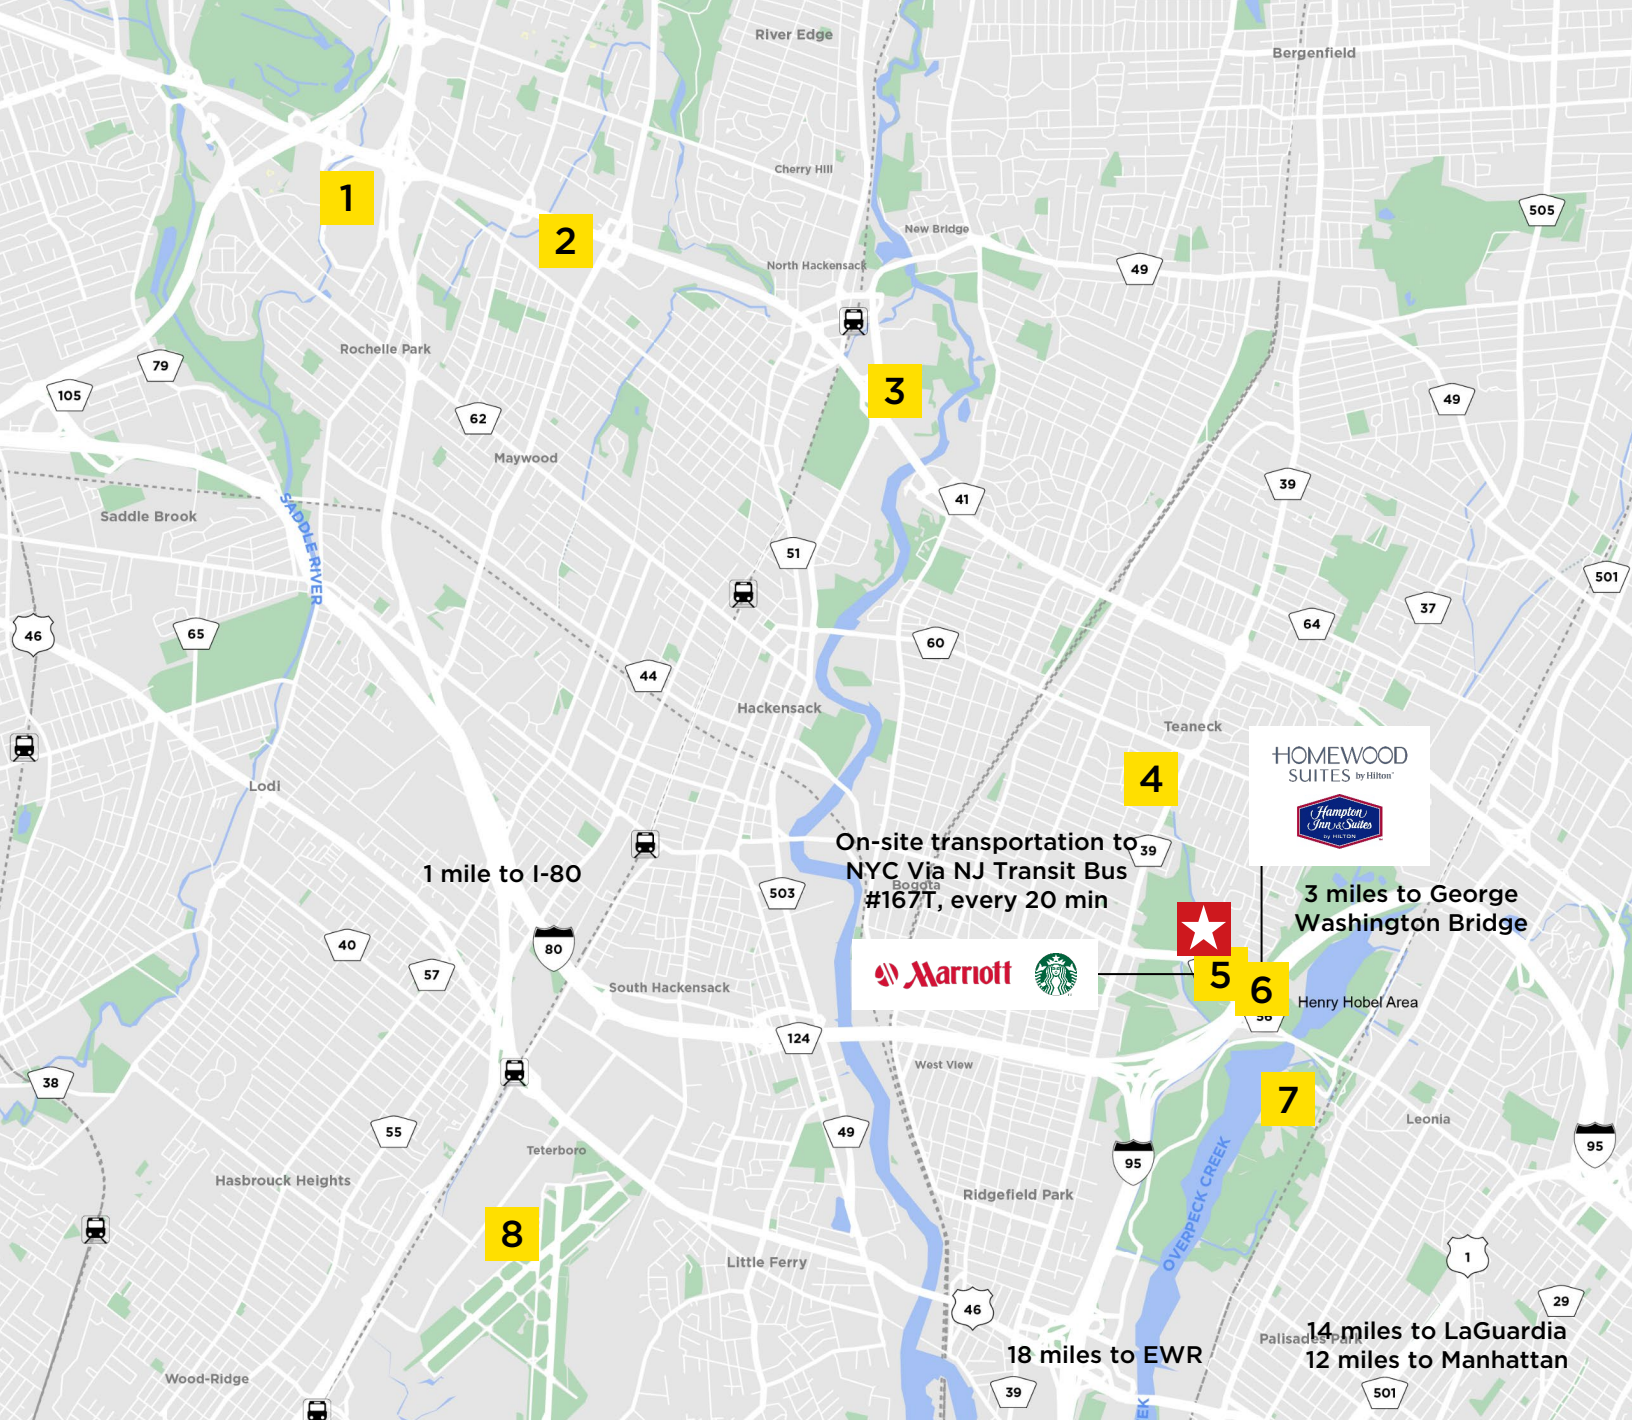 River Edge
Bergenfield
Cherry Hill
1
505
2
New Bridge
North Hackensack
49
Rochelle Park
79
3
105
62
49
Maywood
39
41
Saddle Brook
SADDLE RIVER
51
501
37
46
65
64
60
44
Hackensack
Teaneck
HOMEWOOD
SUITES by Hilton
4
Lodi
Hampton
Inn & Suites
by HILTON
On-site transportation to
NYC Via NJ Transit Bus
#167T, every 20 min
39
1 mile to I-80
Bogota
503
3 miles to George
Washington Bridge
40
80
57
Marriott
5
6
South Hackensack
Henry Hobel Area
56
124
West View
38
7
Leonia
55
49
95
95
Teterboro
OVERPECK CREEK
Hasbrouck Heights
Ridgefield Park
8
Little Ferry
1
46
29
Palisades Park
14 miles to LaGuardia
12 miles to Manhattan
18 miles to EWR
Wood-Ridge
39
501
EK